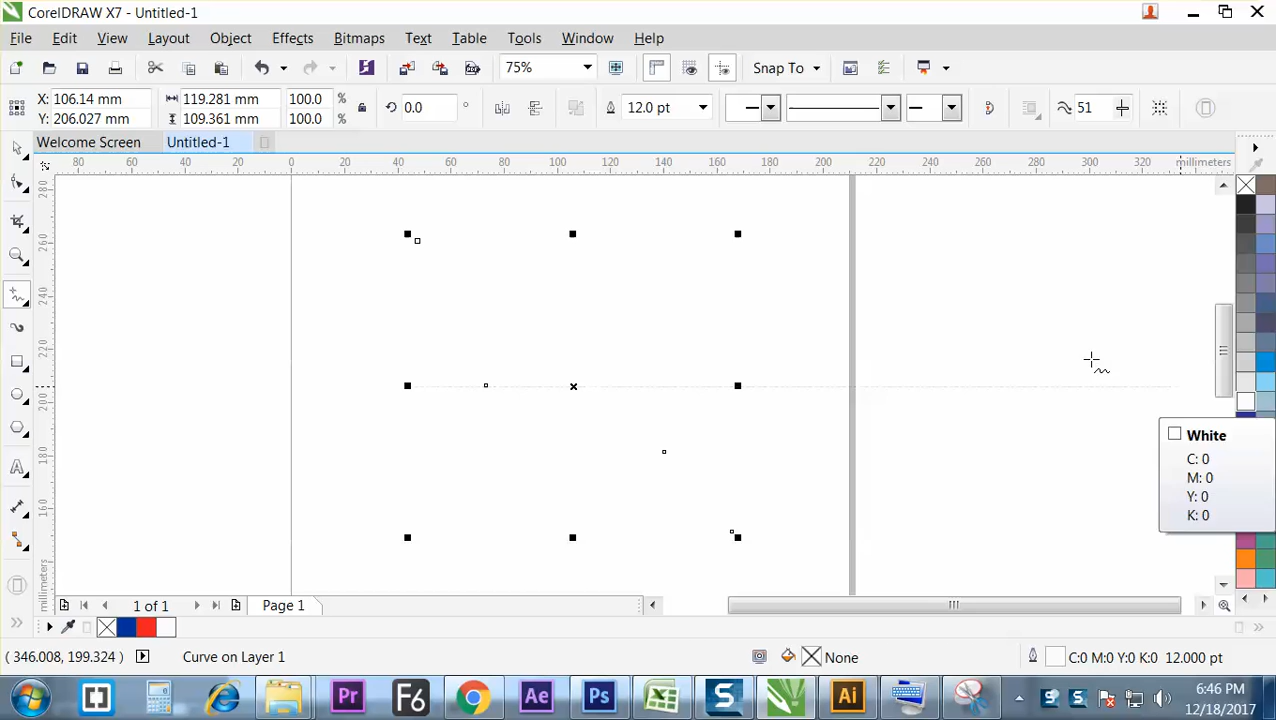 CorelDRAW X7 - Untitled-1
File Edit View Layout Object Effects Bitmaps Text Table Tools Window Help
75% Snap To
X: 106.14 mm 119.281 mm 100.0 % 0.0 ° 12.0 pt 51
Y: 206.027 mm 109.361 mm 100.0 %
Welcome Screen Untitled-1
80 60 40 20 0 20 40 60 80 100 120 140 160 180 200 220 240 260 280 300 320 millimeters
280
260
240
220
200
180
160
millimeters
White
C: 0
M: 0
Y: 0
K: 0
1 of 1 Page 1
( 346.008, 199.324 ) Curve on Layer 1 None C:0 M:0 Y:0 K:0 12.000 pt
Pr F6 Ae Ps S Ai S S 6:46 PM
12/18/2017